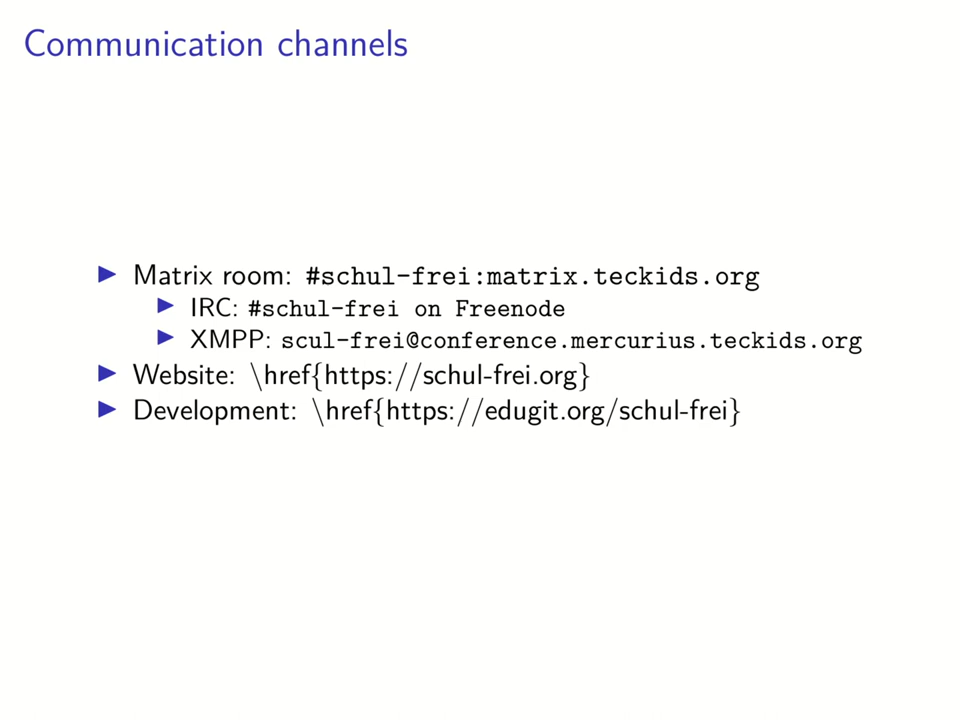 Communication channels
Matrix room: #schul-frei:matrix.teckids.org
IRC: #schul-frei on Freenode
XMPP: scul-frei@conference.mercurius.teckids.org
Website: \href{https://schul-frei.org}
Development: \href{https://edugit.org/schul-frei}